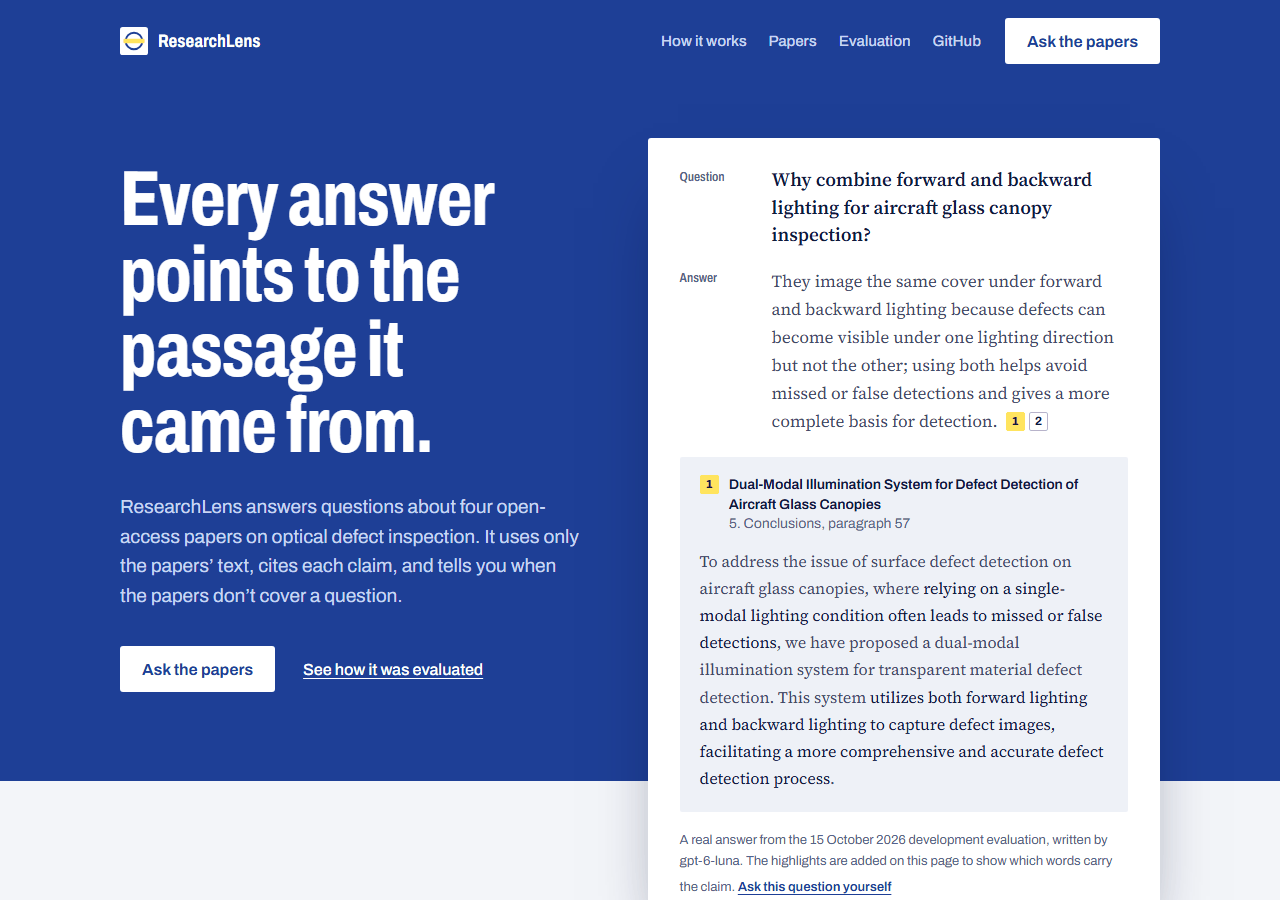 ResearchLens
How it works
Papers
Evaluation
GitHub
Ask the papers
Every answer
points to the
passage it
came from.
ResearchLens answers questions about four open-
access papers on optical defect inspection. It uses only
the papers’ text, cites each claim, and tells you when
the papers don’t cover a question.
Ask the papers
See how it was evaluated
Question
Why combine forward and backward
lighting for aircraft glass canopy
inspection?
Answer
They image the same cover under forward
and backward lighting because defects can
become visible under one lighting direction
but not the other; using both helps avoid
missed or false detections and gives a more
complete basis for detection. 1 2
1 Dual-Modal Illumination System for Defect Detection of
Aircraft Glass Canopies
5. Conclusions, paragraph 57
To address the issue of surface defect detection on
aircraft glass canopies, where relying on a single-
modal lighting condition often leads to missed or false
detections, we have proposed a dual-modal
illumination system for transparent material defect
detection. This system utilizes both forward lighting
and backward lighting to capture defect images,
facilitating a more comprehensive and accurate defect
detection process.
A real answer from the 15 October 2026 development evaluation, written by
gpt-6-luna. The highlights are added on this page to show which words carry
the claim. Ask this question yourself